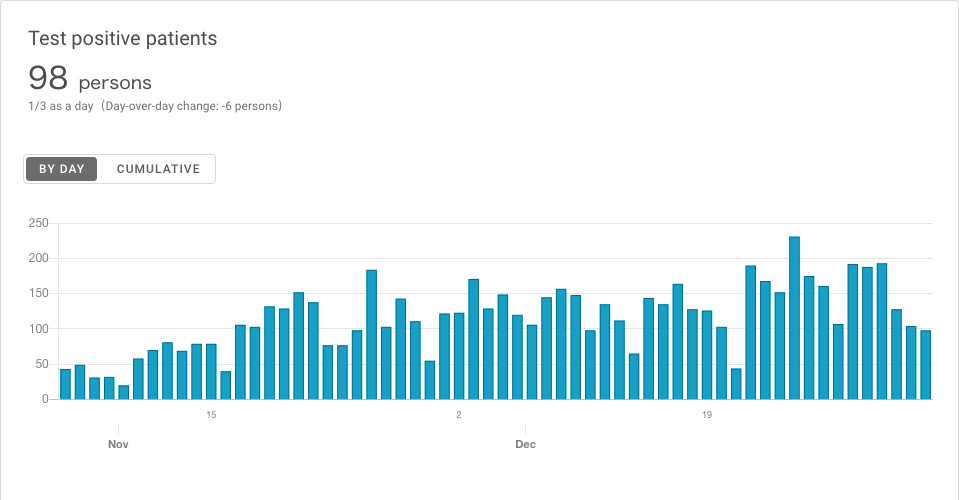 Test positive patients
98 persons
1/3 as a day（Day-over-day change: -6 persons）
BY DAY CUMULATIVE
250
200
150
100
50
0
15 2 19
Nov Dec